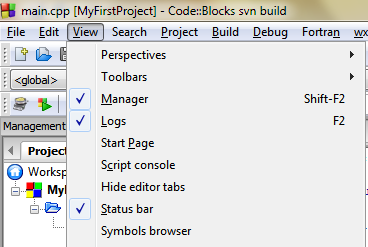 main.cpp [MyFirstProject] - Code::Blocks svn build
File Edit View Search Project Build Debug Fortran wx
Perspectives
<global>
Toolbars
Manager Shift-F2
Management
Logs F2
Start Page
Projec
Script console
Worksp
Hide editor tabs
My
Status bar
Symbols browser